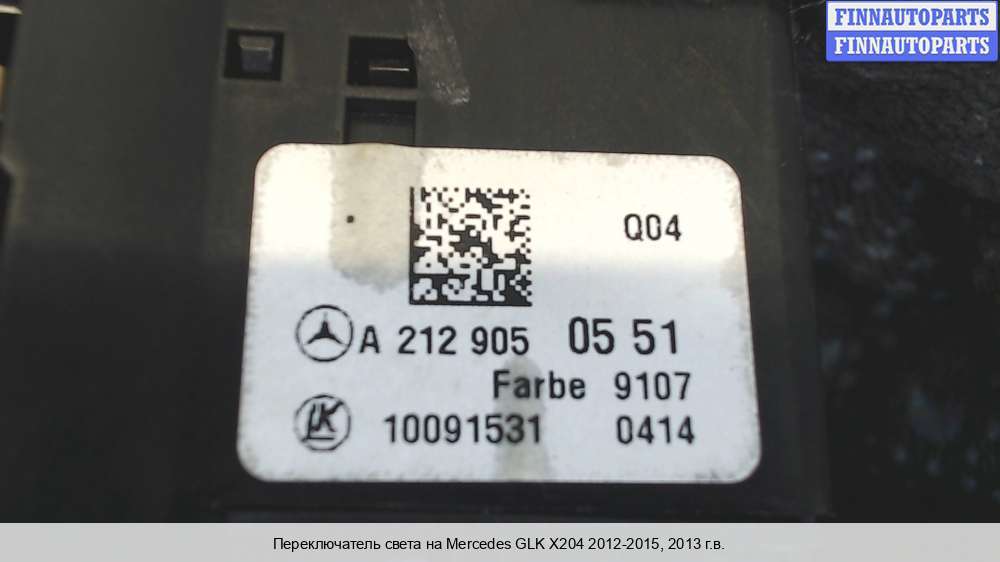 FINNAUTOPARTS
FINNAUTOPARTS
Q04
A 212 905 05 51
Farbe 9107
10091531 0414
Переключатель света на Mercedes GLK X204 2012-2015, 2013 г.в.